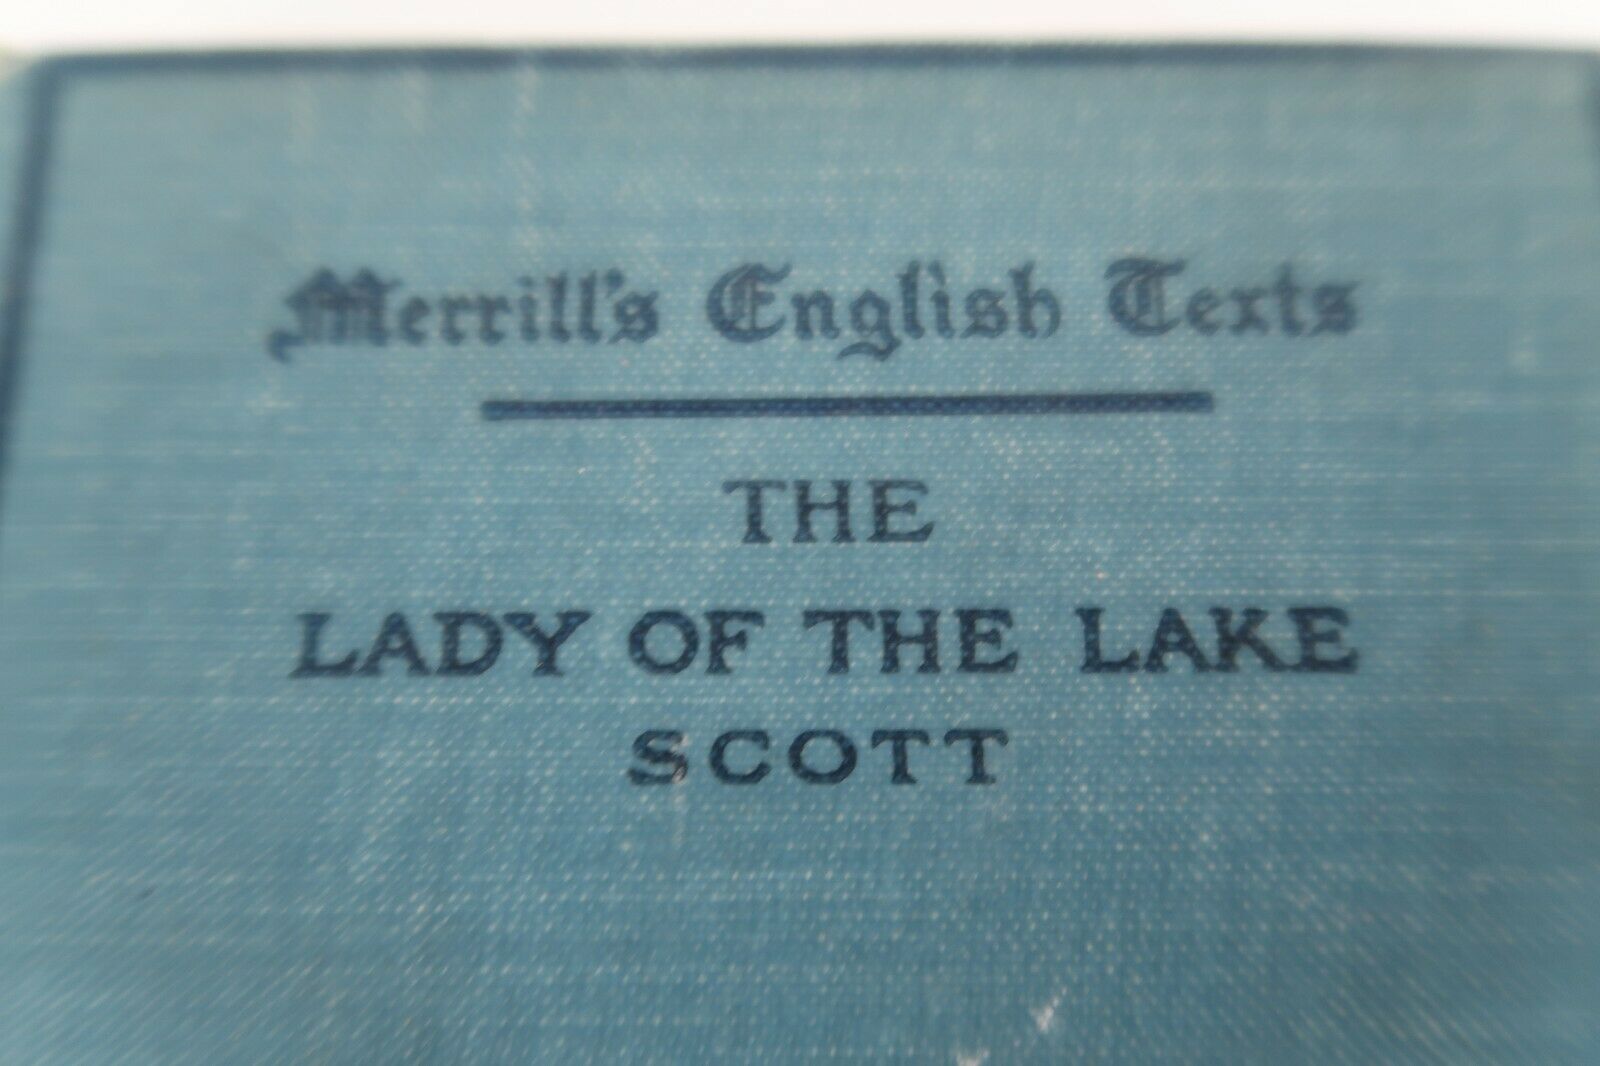 Merrill's English Texts
THE
LADY OF THE LAKE
SCOTT